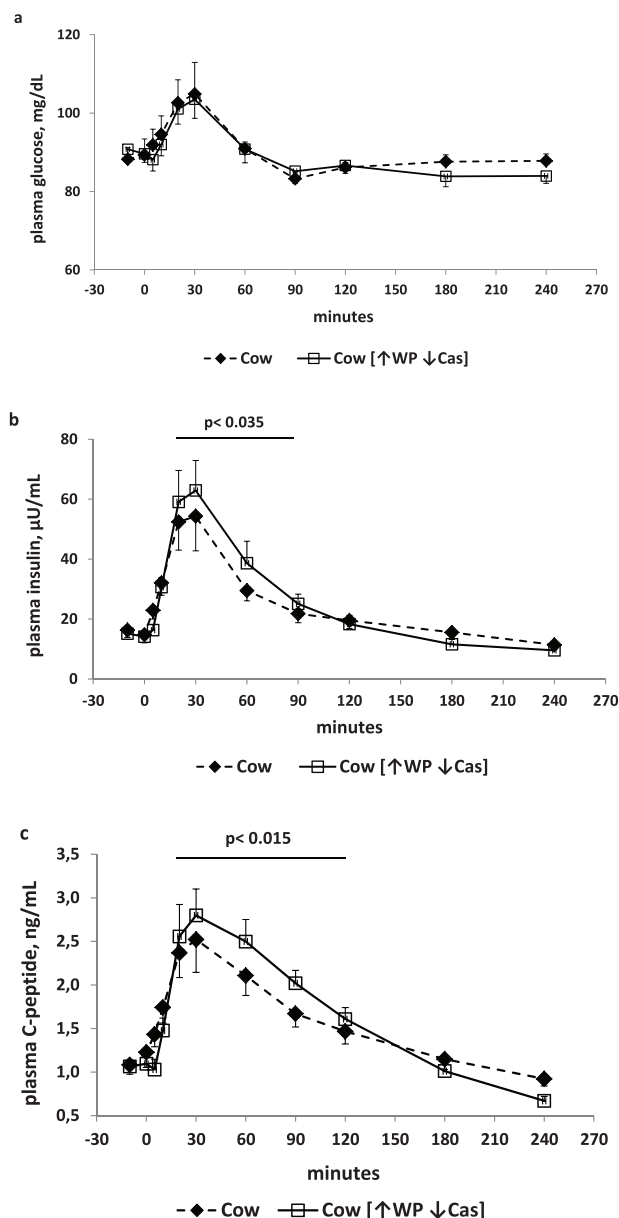 a
120
100
80
60
plasma glucose, mg/dL
-30 0 30 60 90 120 150 180 210 240 270
minutes
Cow Cow [↑WP ↓Cas]
b
p< 0.035
80
60
40
20
0
plasma insulin, µU/mL
-30 0 30 60 90 120 150 180 210 240 270
minutes
Cow Cow [↑WP ↓Cas]
c
p< 0.015
3,5
3,0
2,5
2,0
1,5
1,0
0,5
plasma C-peptide, ng/mL
-30 0 30 60 90 120 150 180 210 240 270
minutes
Cow Cow [↑WP ↓Cas]